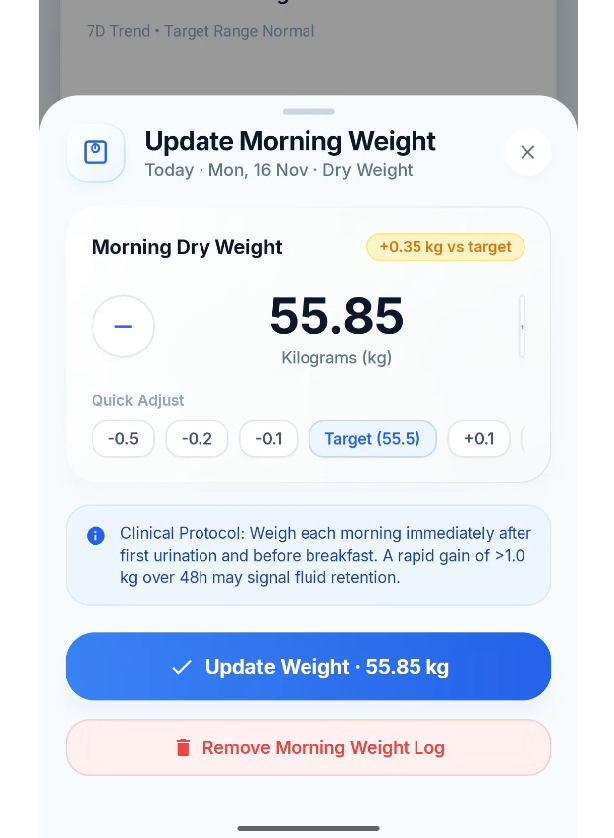 7D Trend • Target Range Normal
Update Morning Weight
Today · Mon, 16 Nov · Dry Weight
Morning Dry Weight
+0.35 kg vs target
55.85
Kilograms (kg)
Quick Adjust
-0.5
-0.2
-0.1
Target (55.5)
+0.1
Clinical Protocol: Weigh each morning immediately after
first urination and before breakfast. A rapid gain of >1.0
kg over 48h may signal fluid retention.
Update Weight · 55.85 kg
Remove Morning Weight Log